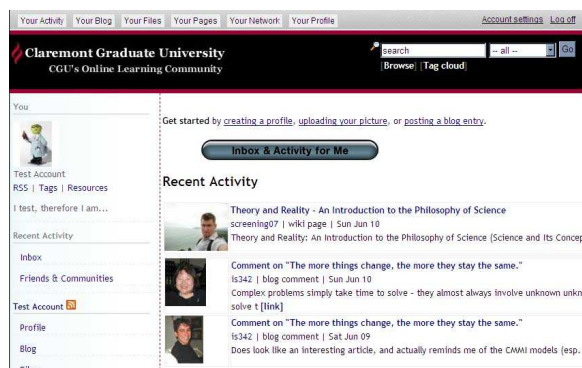 Your Activity Your Blog Your Files Your Pages Your Network Your Profile Account settings Log off
Claremont Graduate University
CGU's Online Learning Community
search -- all -- Go
[Browse] [Tag cloud]
You
Test Account
RSS | Tags | Resources
I test, therefore I am...
Recent Activity
Inbox
Friends & Communities
Test Account
Profile
Blog
Get started by creating a profile, uploading your picture, or posting a blog entry.
Inbox & Activity for Me
Recent Activity
Theory and Reality - An Introduction to the Philosophy of Science
screening07 | wiki page | Sun Jun 10
Theory and Reality: An Introduction to the Philosophy of Science (Science and Its Concep
Comment on "The more things change, the more they stay the same."
is342 | blog comment | Sun Jun 10
Complex problems simply take time to solve - they almost always involve unknown unkn
solve t [link]
Comment on "The more things change, the more they stay the same."
is342 | blog comment | Sat Jun 09
Does look like an interesting article, and actually reminds me of the CMMI models (esp.